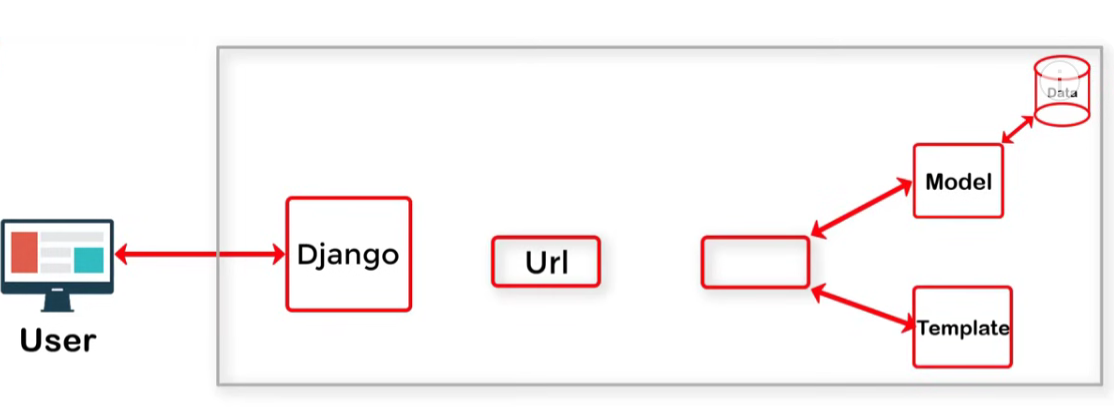 User
Django
Url
Model
Template
Data